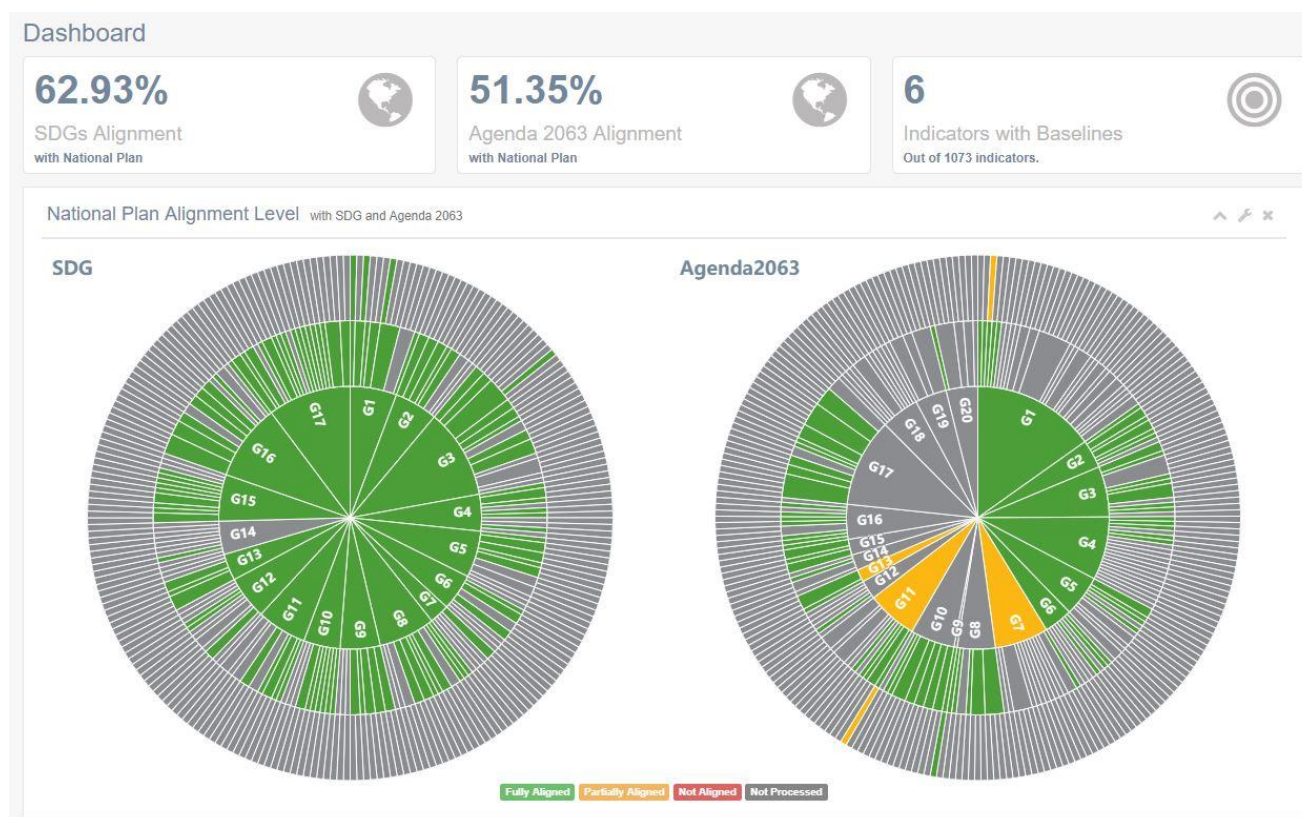 Dashboard
62.93%
SDGs Alignment
with National Plan
51.35%
Agenda 2063 Alignment
with National Plan
6
Indicators with Baselines
Out of 1073 indicators.
National Plan Alignment Level with SDG and Agenda 2063
SDG
G1
G2
G3
G4
G5
G6
G7
G8
G9
G10
G11
G12
G13
G14
G15
G16
G17
Agenda2063
G1
G2
G3
G4
G5
G6
G7
G8
G9
G10
G11
G12
G13
G14
G15
G16
G17
G18
G19
G20
Fully Aligned Partially Aligned Not Aligned Not Processed